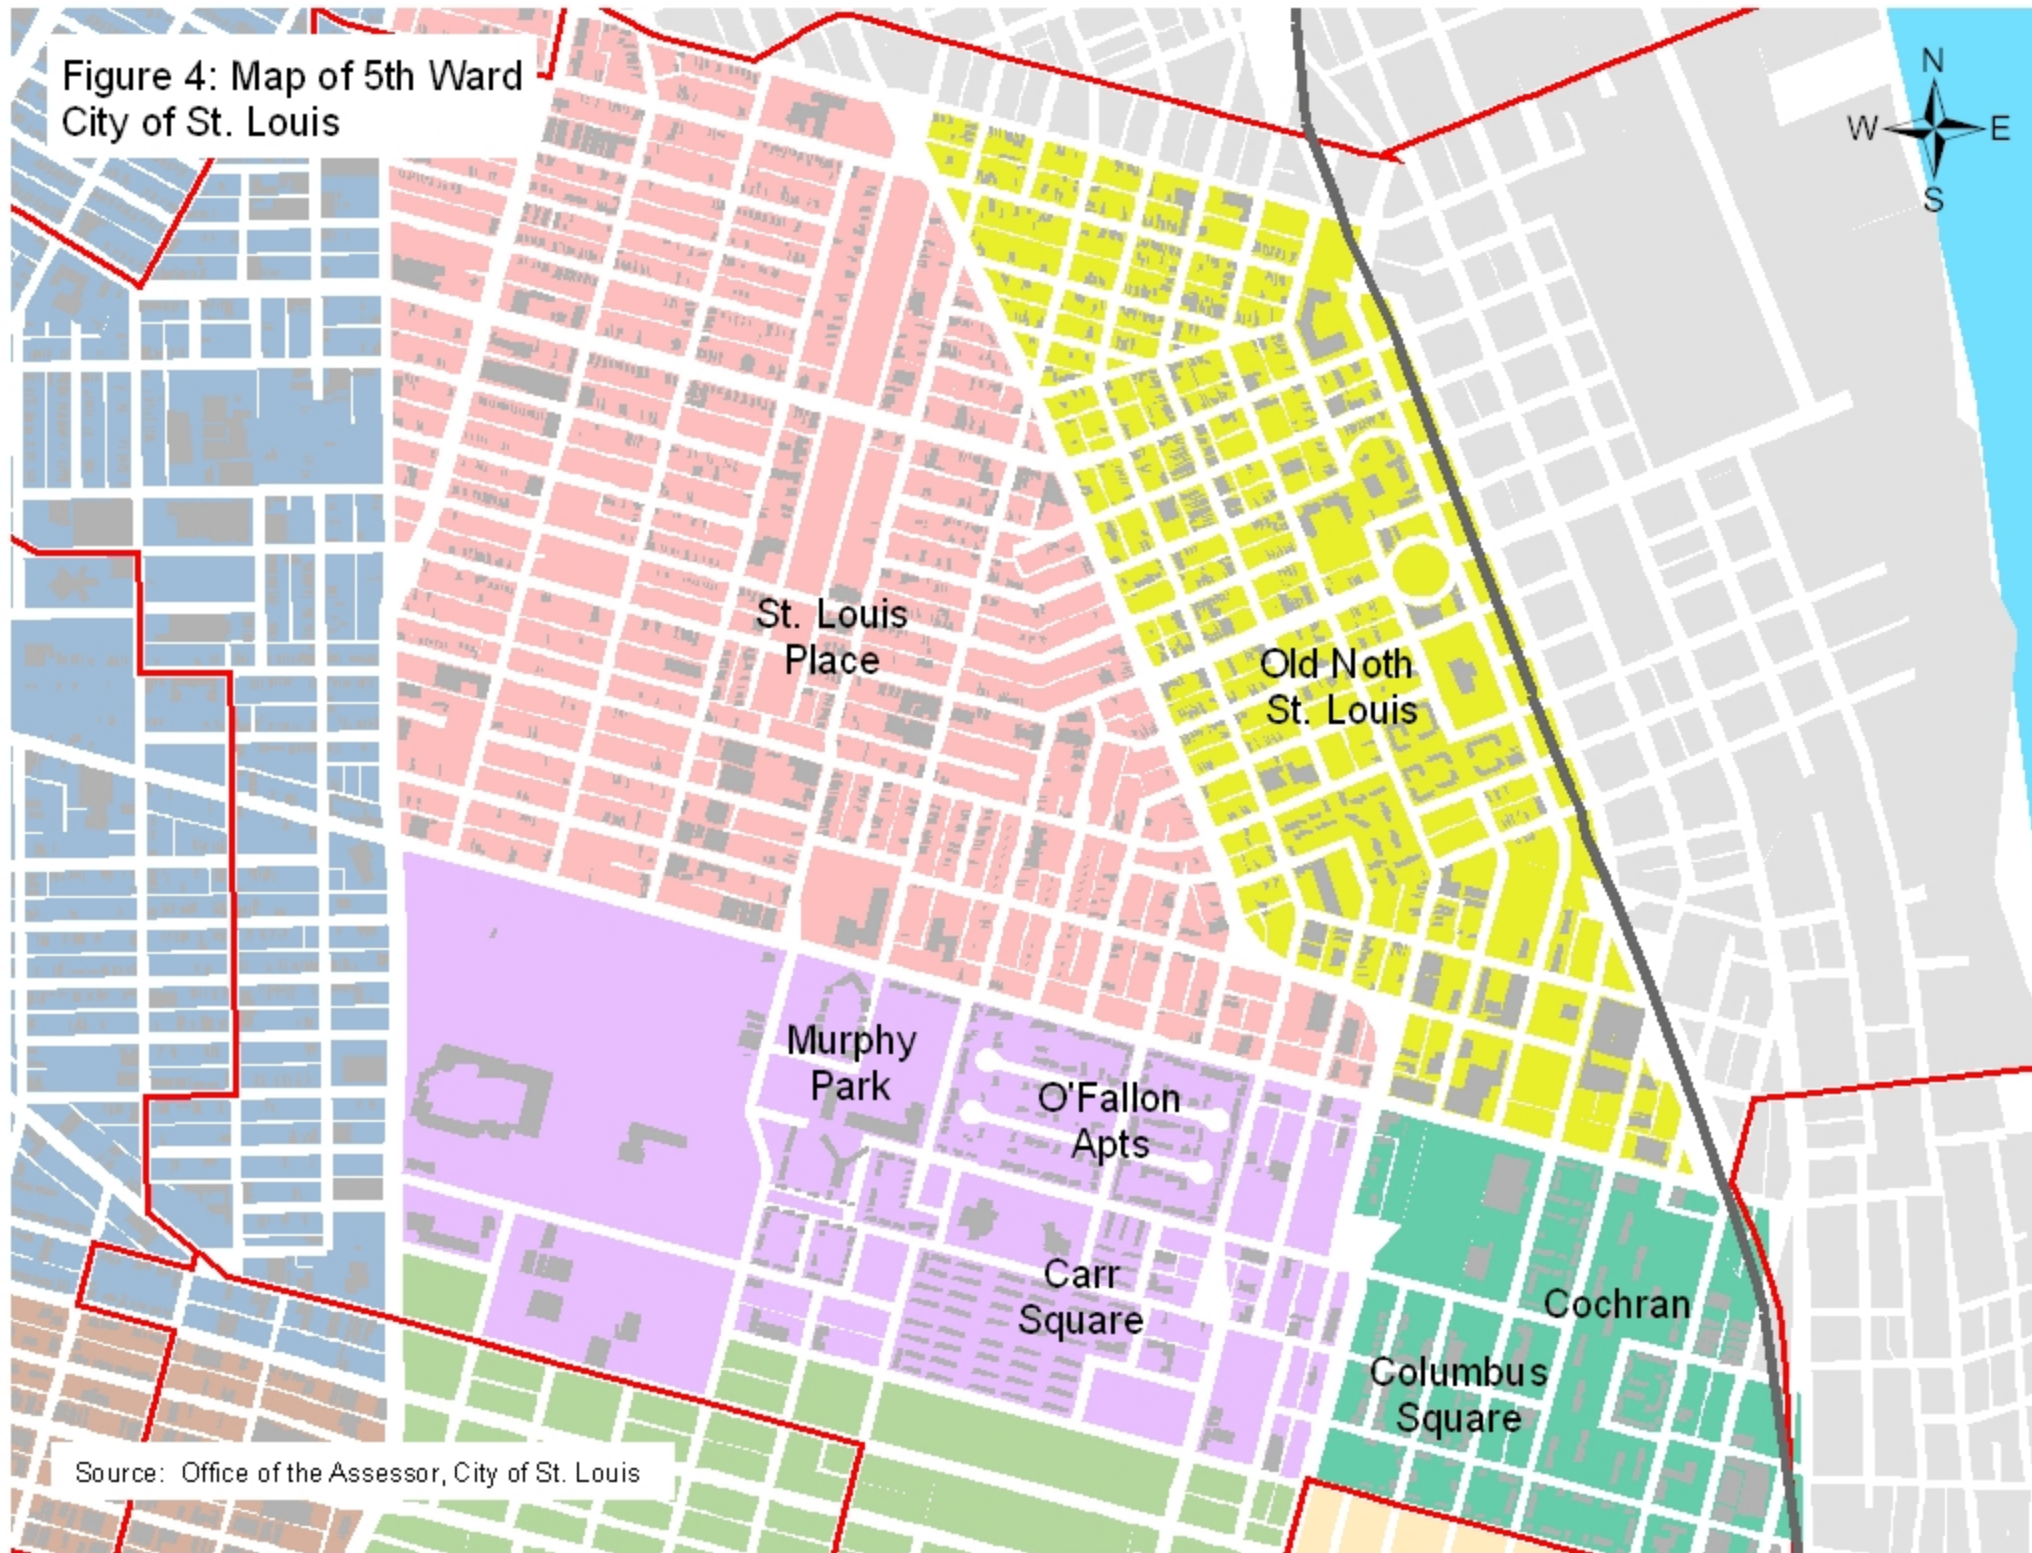 Figure 4: Map of 5th Ward
City of St. Louis
N
W
E
S
St. Louis
Place
Old Noth
St. Louis
Murphy
Park
O'Fallon
Apts
Carr
Square
Cochran
Columbus
Square
Source: Office of the Assessor, City of St. Louis